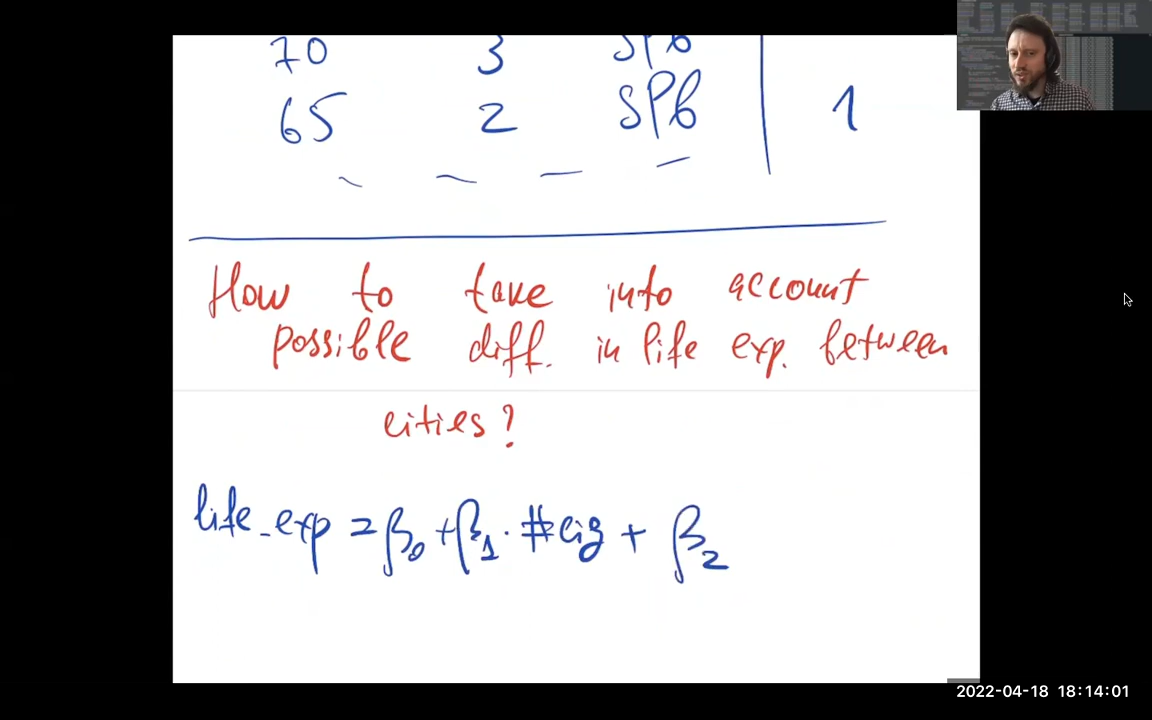 70 3 SPb
65 2 SPb 1
How to take into account
possible diff. in life exp. between
cities?
life_exp = β₀ + β₁ · #cig + β₂
2022-04-18 18:14:01